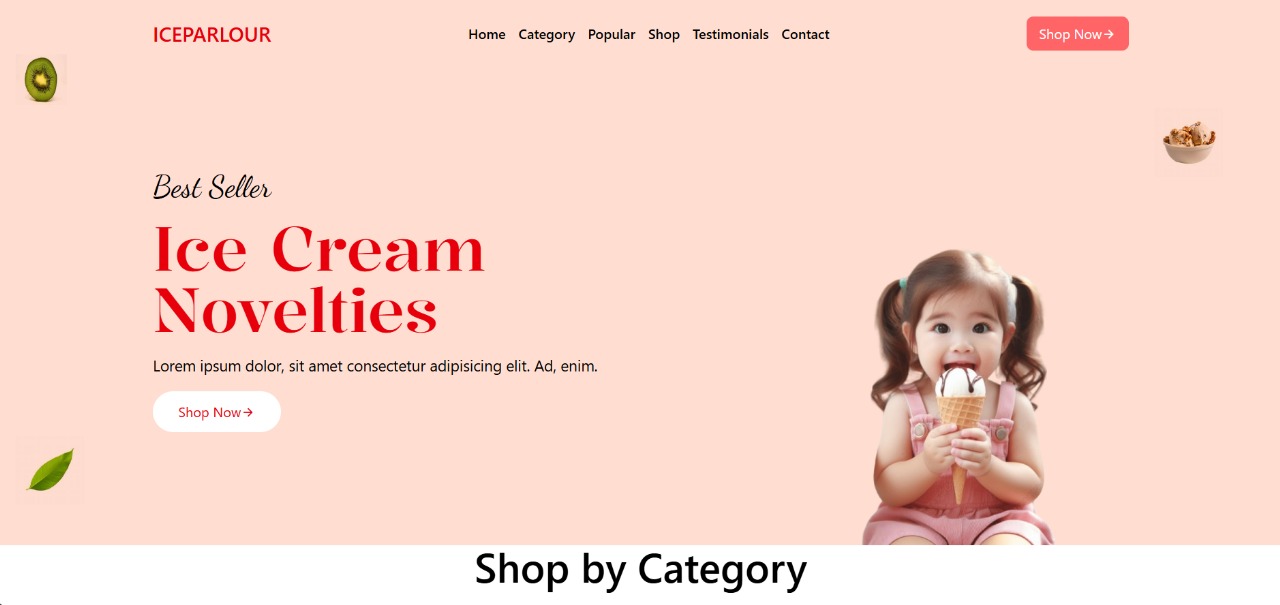 ICEPARLOUR
Home Category Popular Shop Testimonials Contact
Shop Now→
Best Seller
Ice Cream
Novelties
Lorem ipsum dolor, sit amet consectetur adipisicing elit. Ad, enim.
Shop Now→
Shop by Category